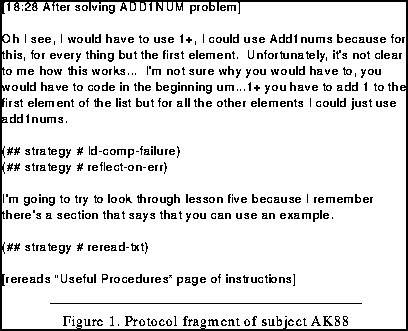 [18:28 After solving ADD1NUM problem]
Oh I see, I would have to use 1+, I could use Add1nums because for
this, for every thing but the first element. Unfortunately, it's not clear
to me how this works... I'm not sure why you would have to, you
would have to code in the beginning um...1+ you have to add 1 to the
first element of the list but for all the other elements I could just use
add1nums.
(## strategy # Id-comp-failure)
(## strategy # reflect-on-err)
I'm going to try to look through lesson five because I remember
there's a section that says that you can use an example.
(## strategy # reread-txt)
[rereads "Useful Procedures" page of instructions]
Figure 1. Protocol fragment of subject AK88